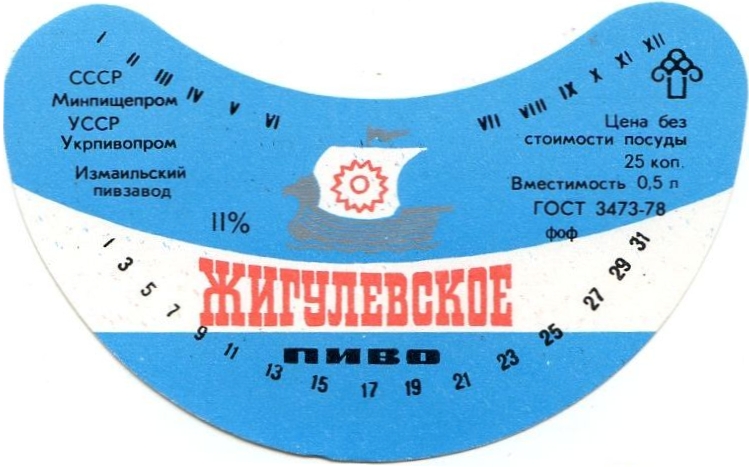 I II III IV V VI VII VIII IX X XI XII
СССР
Минпищепром
УССР
Укрпивопром
Измаильский
пивзавод
Цена без
стоимости посуды
25 коп.
Вместимость 0,5 л
ГОСТ 3473-78
фоф
11%
ЖИГУЛЕВСКОЕ
ПИВО
1 3 5 7 9 11 13 15 17 19 21 23 25 27 29 31